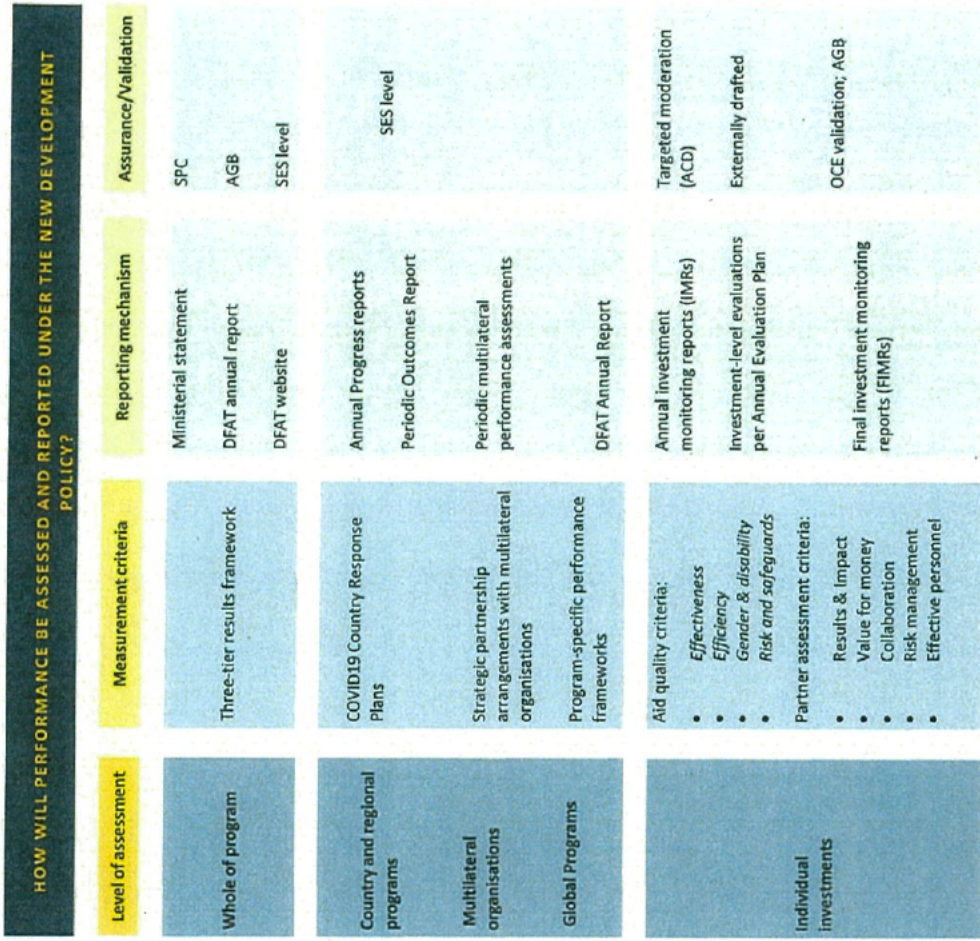 HOW WILL PERFORMANCE BE ASSESSED AND REPORTED UNDER THE NEW DEVELOPMENT
POLICY?
Level of assessment
Measurement criteria
Reporting mechanism
Assurance/Validation
Whole of program
Three-tier results framework
Ministerial statement
DFAT annual report
DFAT website
SPC
AGB
SES level
Country and regional
programs
Multilateral
organisations
Global Programs
COVID19 Country Response
Plans
Strategic partnership
arrangements with multilateral
organisations
Program-specific performance
frameworks
Annual Progress reports
Periodic Outcomes Report
Periodic multilateral
performance assessments
DFAT Annual Report
SES level
Individual
investments
Aid quality criteria:
• Effectiveness
• Efficiency
• Gender & disability
• Risk and safeguards
Partner assessment criteria:
• Results & Impact
• Value for money
• Collaboration
• Risk management
• Effective personnel
Annual investment
monitoring reports (IMRs)
Investment-level evaluations
per Annual Evaluation Plan
Final investment monitoring
reports (FIMRs)
Targeted moderation
(ACD)
Externally drafted
OCE validation; AGB